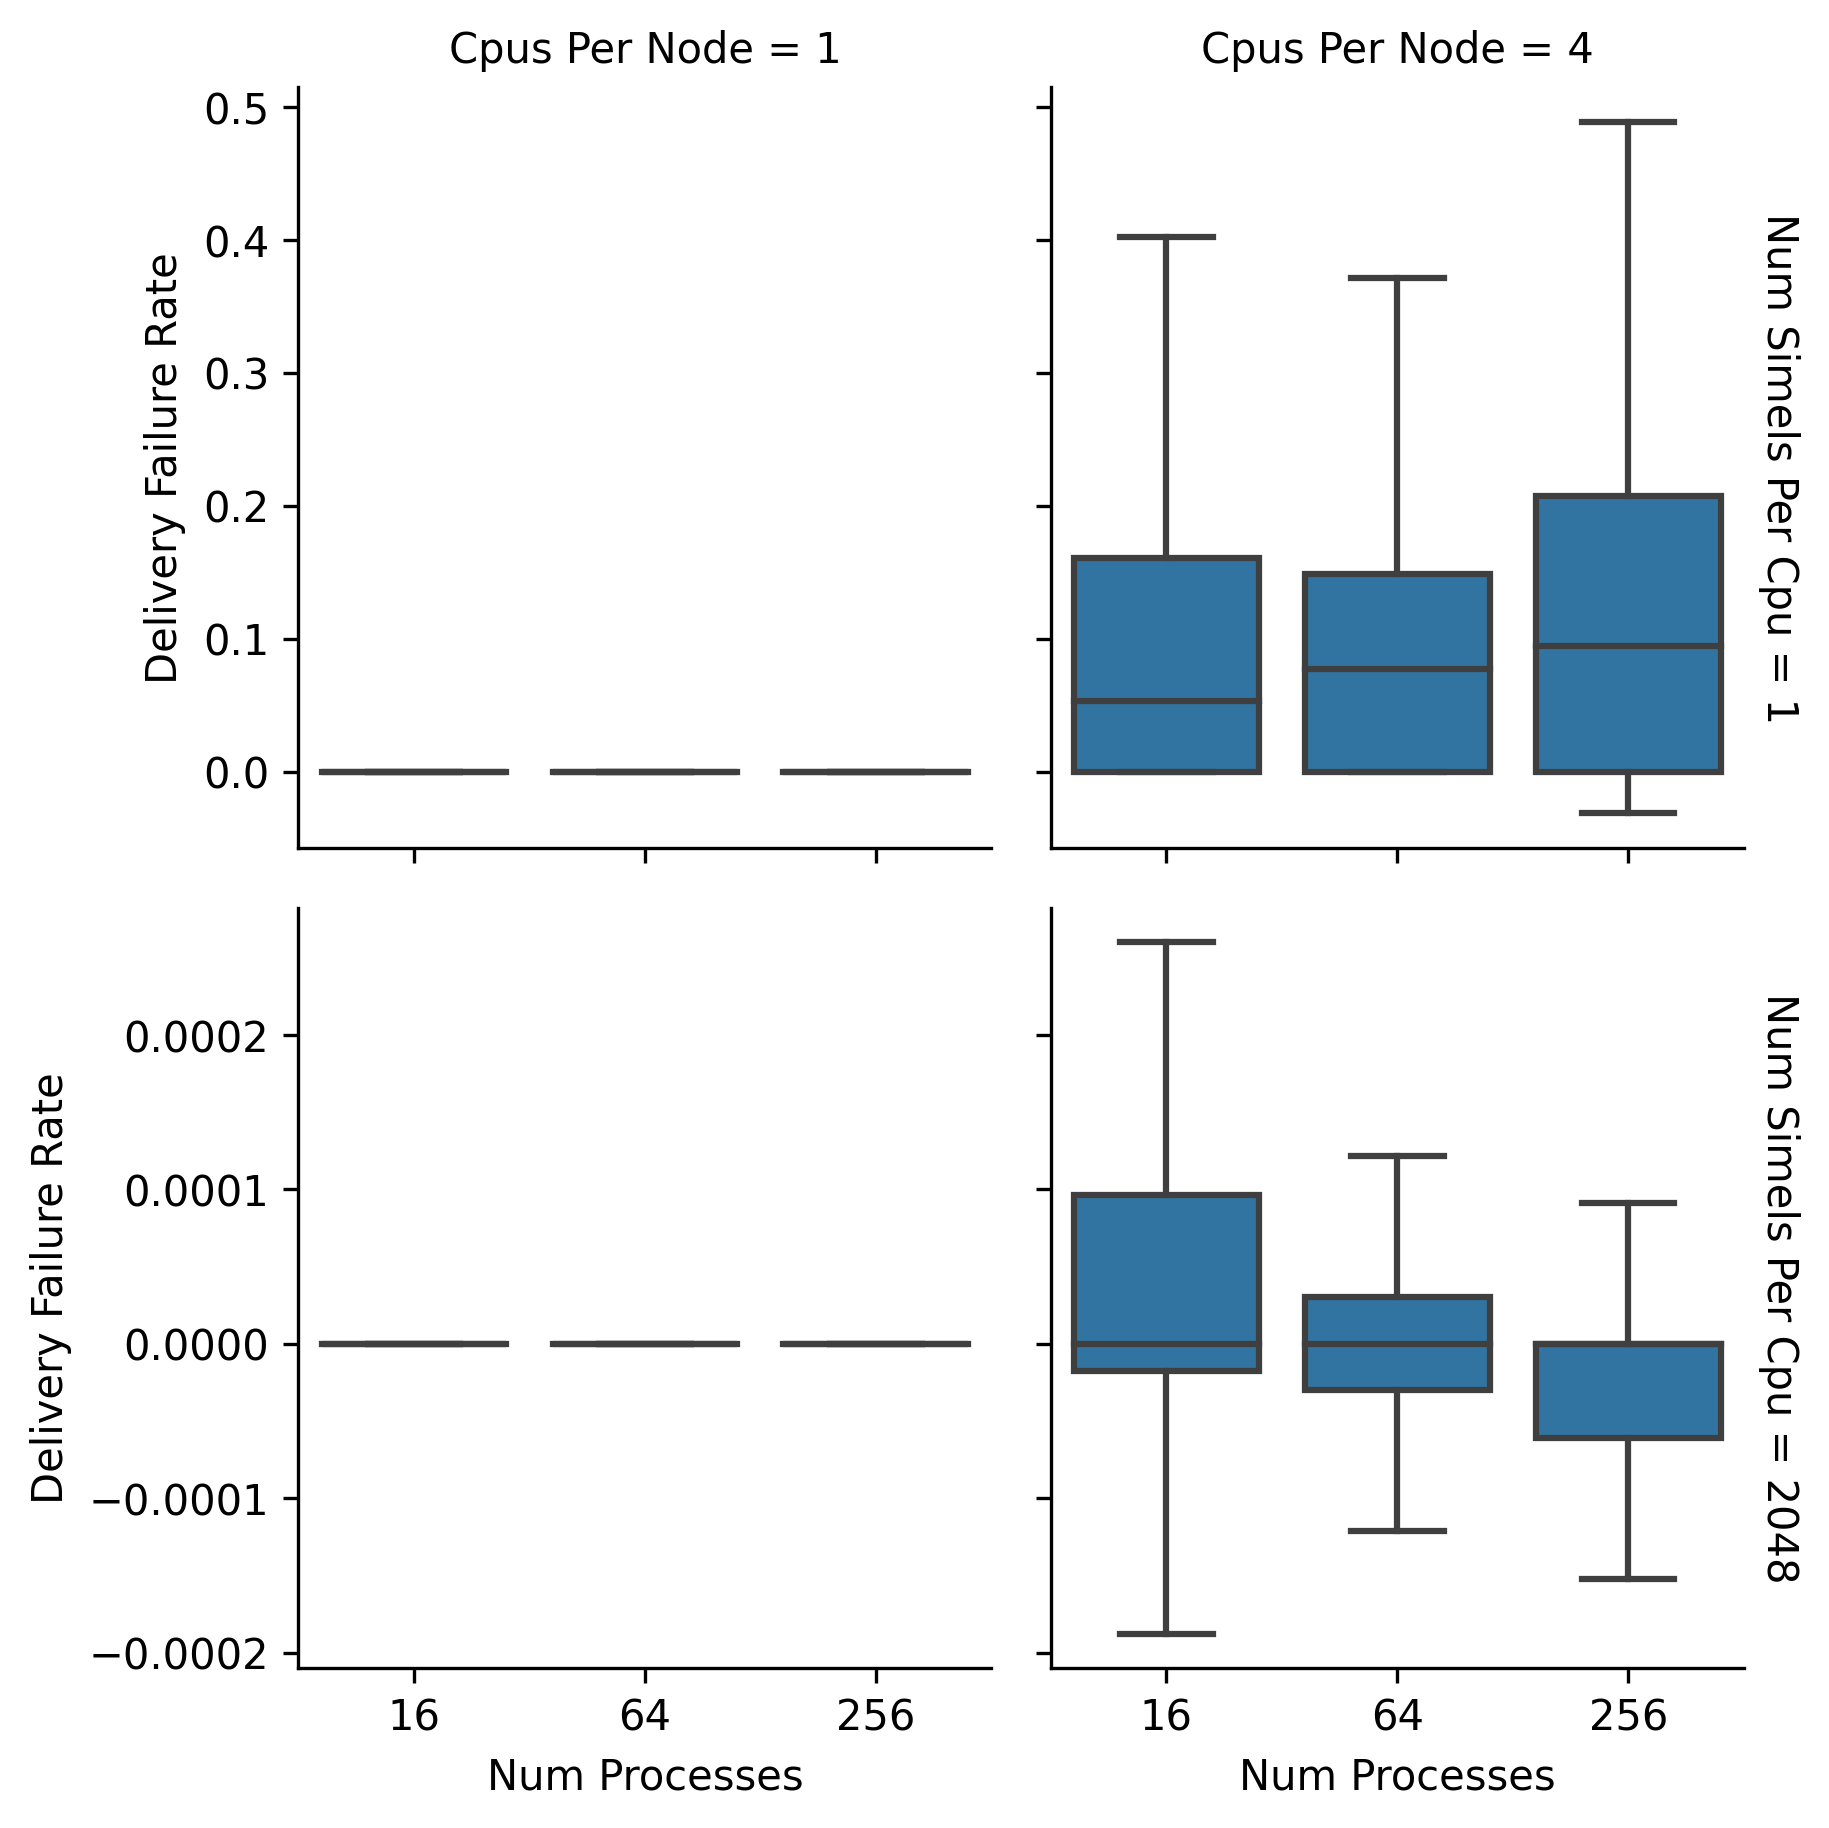 Cpus Per Node = 1
Cpus Per Node = 4
Delivery Failure Rate
0.5
0.4
0.3
0.2
0.1
0.0
Num Simels Per Cpu = 1
Delivery Failure Rate
0.0002
0.0001
0.0000
−0.0001
−0.0002
Num Simels Per Cpu = 2048
16
64
256
16
64
256
Num Processes
Num Processes